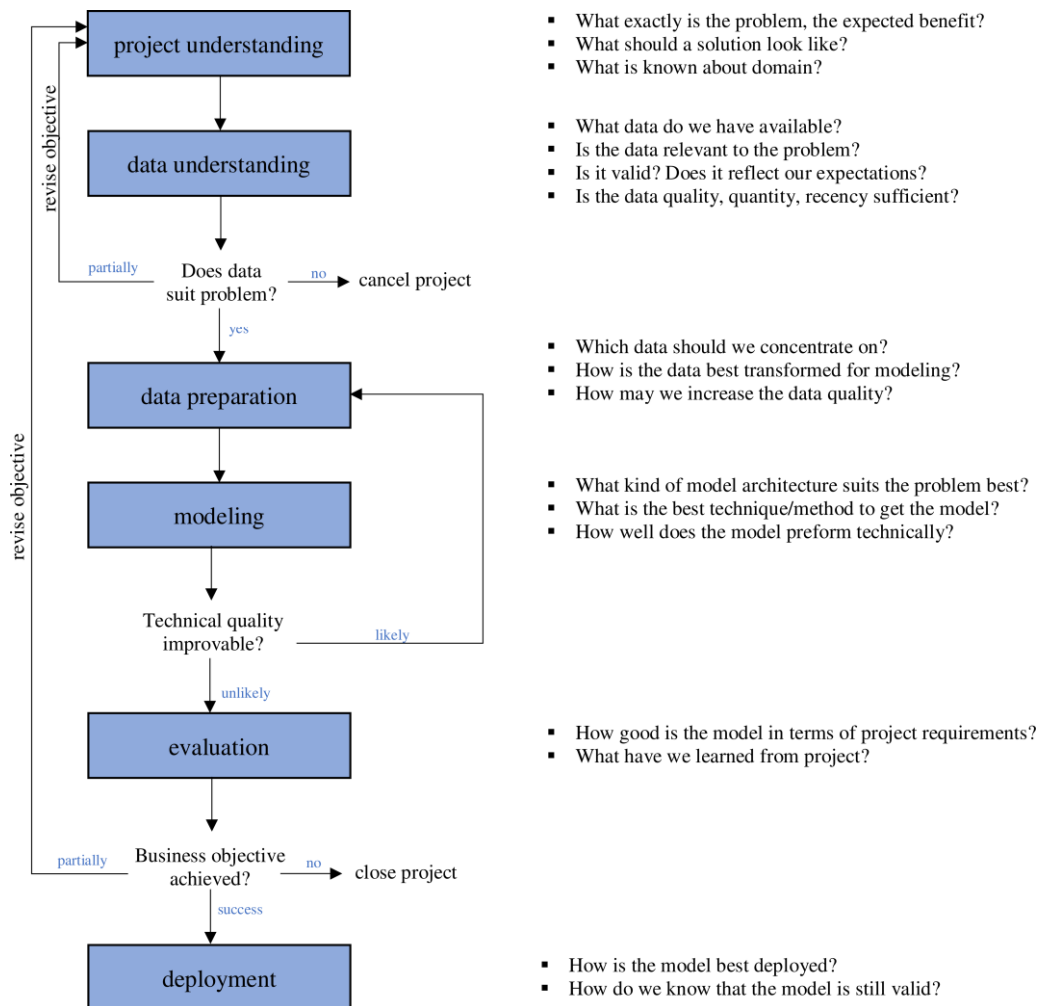 project understanding
▪ What exactly is the problem, the expected benefit?
▪ What should a solution look like?
▪ What is known about domain?
revise objective
data understanding
▪ What data do we have available?
▪ Is the data relevant to the problem?
▪ Is it valid? Does it reflect our expectations?
▪ Is the data quality, quantity, recency sufficient?
partially
Does data
suit problem?
no
cancel project
yes
data preparation
▪ Which data should we concentrate on?
▪ How is the data best transformed for modeling?
▪ How may we increase the data quality?
revise objective
modeling
▪ What kind of model architecture suits the problem best?
▪ What is the best technique/method to get the model?
▪ How well does the model preform technically?
Technical quality
improvable?
likely
unlikely
evaluation
▪ How good is the model in terms of project requirements?
▪ What have we learned from project?
partially
Business objective
achieved?
no
close project
success
deployment
▪ How is the model best deployed?
▪ How do we know that the model is still valid?